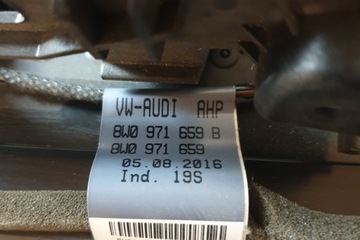 VW-AUDI AHP
8W0 971 659 B
8W0 971 659
05.08.2016
Ind. 19S